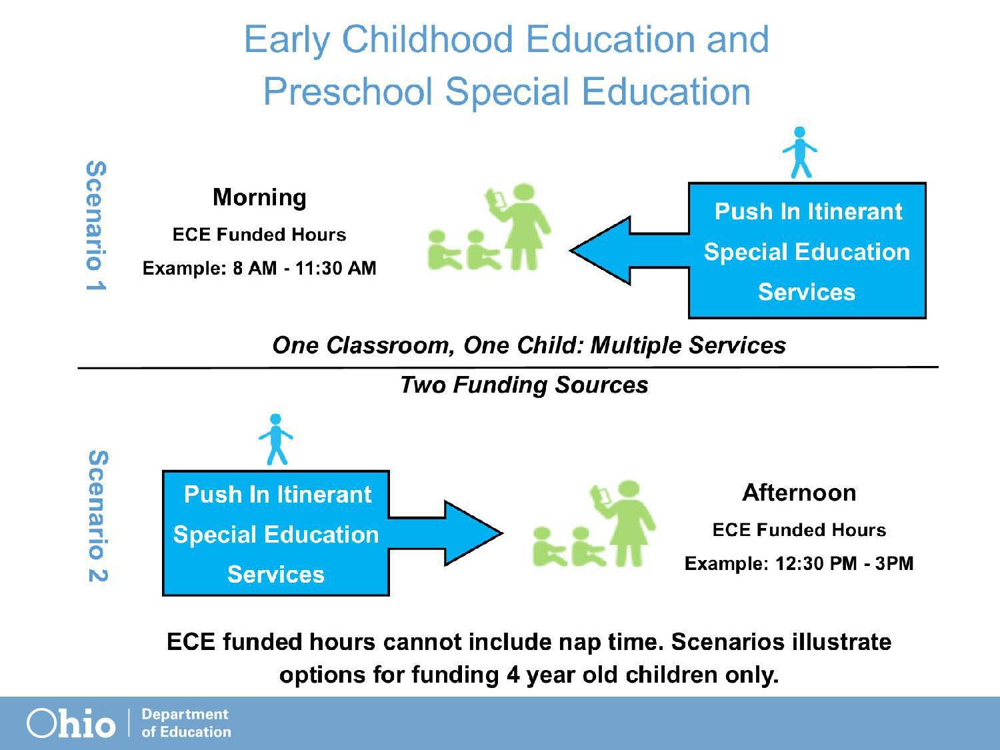 Early Childhood Education and
Preschool Special Education
Scenario 1
Morning
ECE Funded Hours
Example: 8 AM - 11:30 AM
Push In Itinerant
Special Education
Services
One Classroom, One Child: Multiple Services
Two Funding Sources
Scenario 2
Push In Itinerant
Special Education
Services
Afternoon
ECE Funded Hours
Example: 12:30 PM - 3PM
ECE funded hours cannot include nap time. Scenarios illustrate
options for funding 4 year old children only.
Ohio
Department
of Education